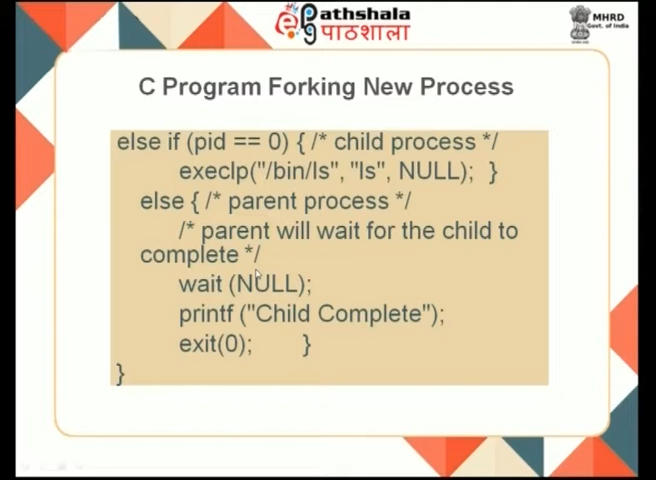 Pathshala
पाठशाला
MHRD
Govt. of India
C Program Forking New Process
else if (pid == 0) { /* child process */
execlp("/bin/ls", "ls", NULL); }
else { /* parent process */
/* parent will wait for the child to
complete */
wait (NULL);
printf ("Child Complete");
exit(0); }
}